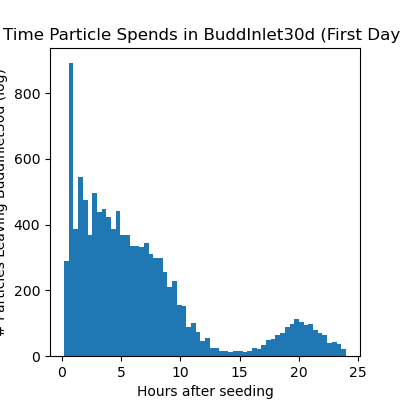 Time Particle Spends in BuddInlet30d (First Day
# Particles Leaving BuddInlet30d (log)
800
600
400
200
0
0 5 10 15 20 25
Hours after seeding